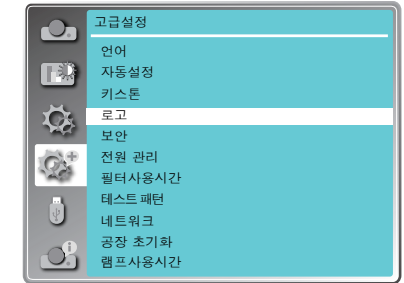 고급설정
언어
자동설정
키스톤
로고
보안
전원 관리
필터사용시간
테스트 패턴
네트워크
공장 초기화
램프사용시간